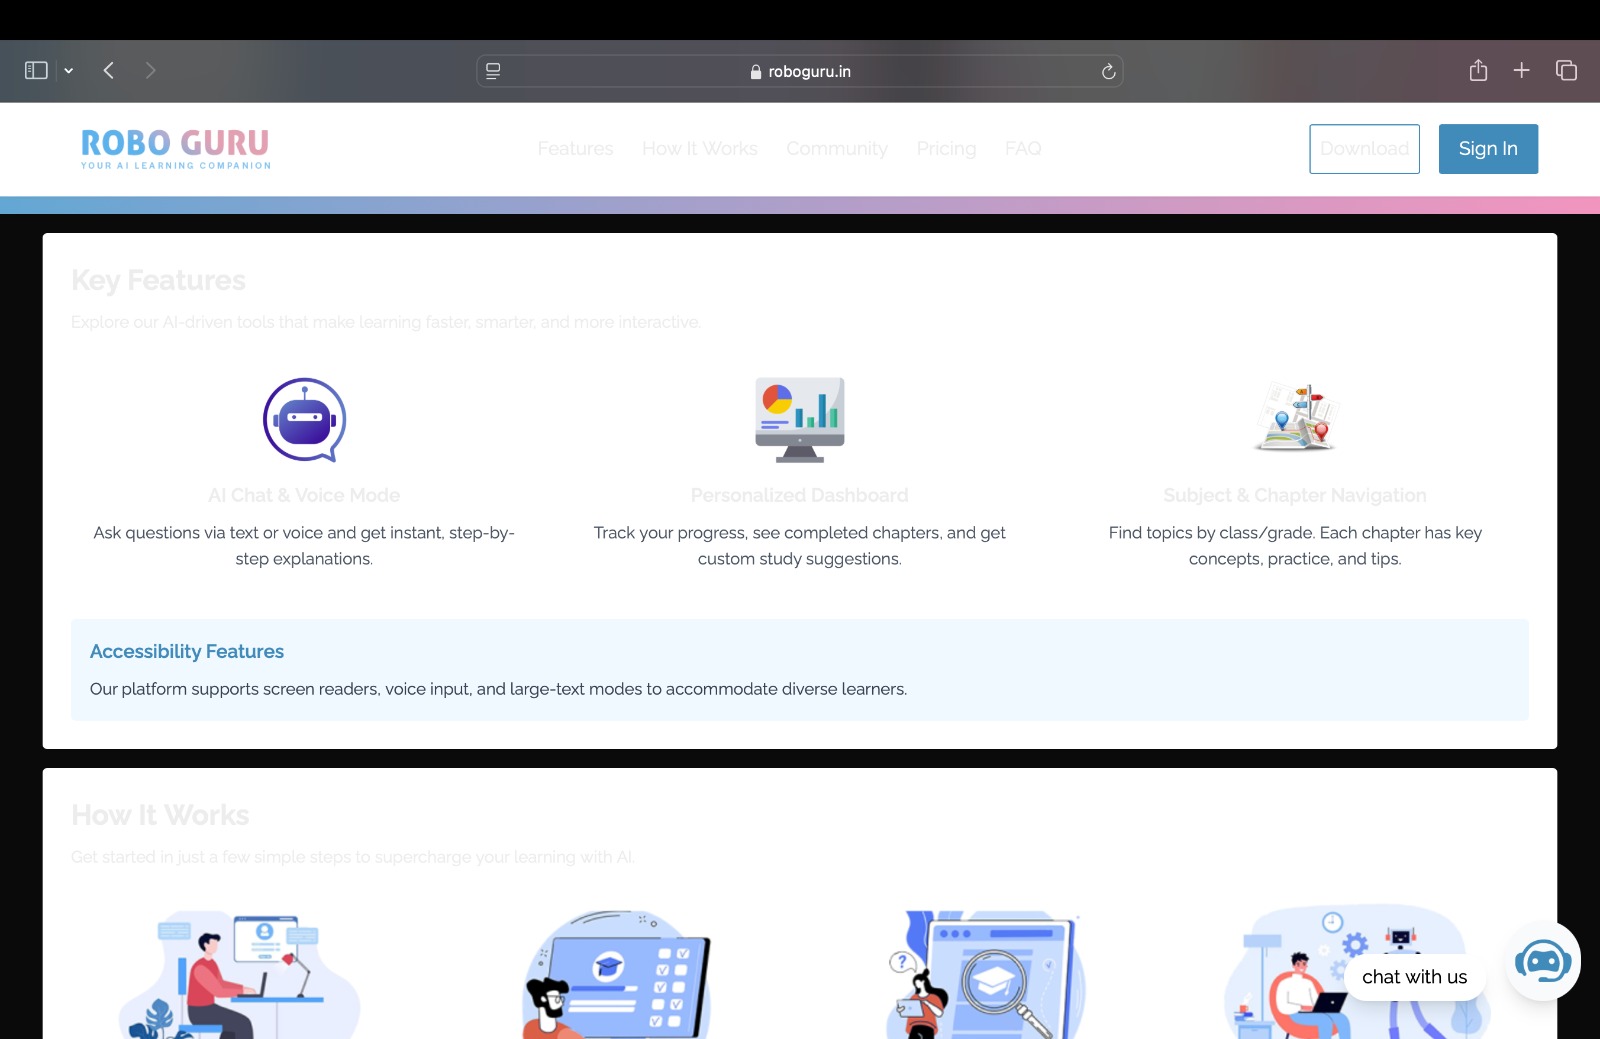 roboguru.in
ROBO GURU
YOUR AI LEARNING COMPANION
Features
How It Works
Community
Pricing
FAQ
Download
Sign In
Key Features
Explore our AI-driven tools that make learning faster, smarter, and more interactive.
AI Chat & Voice Mode
Ask questions via text or voice and get instant, step-by-
step explanations.
Personalized Dashboard
Track your progress, see completed chapters, and get
custom study suggestions.
Subject & Chapter Navigation
Find topics by class/grade. Each chapter has key
concepts, practice, and tips.
Accessibility Features
Our platform supports screen readers, voice input, and large-text modes to accommodate diverse learners.
How It Works
Get started in just a few simple steps to supercharge your learning with AI.
?
chat with us